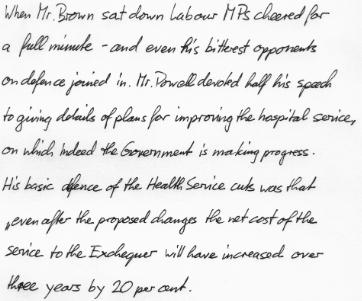 When Mr. Brown sat down Labour MPs cheered for
a full minute - and even his bitterest opponents
on defence joined in. Mr. Powell devoted half his speech
to giving details of plans for improving the hospital service,
on which indeed the Government is making progress.
His basic defence of the Health Service cuts was that
"even after the proposed changes the net cost of the
service to the Exchequer will have increased over
three years by 20 per cent.